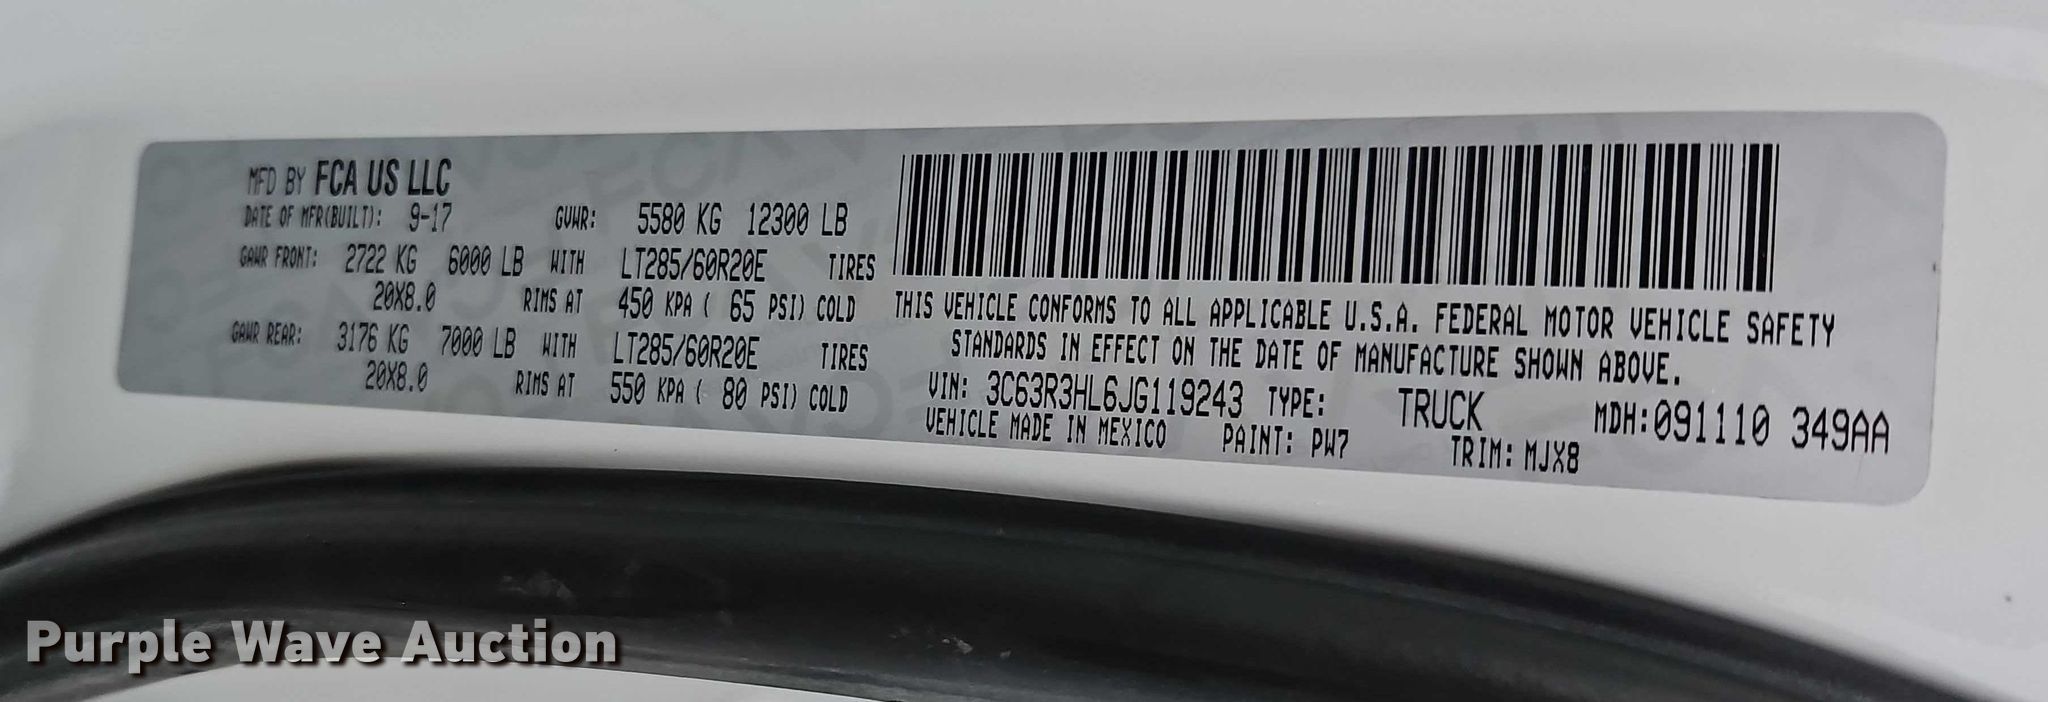 MFD BY FCA US LLC
DATE OF MFR(BUILT): 9-17 GVWR: 5580 KG 12300 LB
GAWR FRONT: 2722 KG 6000 LB WITH LT285/60R20E TIRES
20X8.0 RIMS AT 450 KPA ( 65 PSI) COLD
GAWR REAR: 3176 KG 7000 LB WITH LT285/60R20E TIRES
20X8.0 RIMS AT 550 KPA ( 80 PSI) COLD
THIS VEHICLE CONFORMS TO ALL APPLICABLE U.S.A. FEDERAL MOTOR VEHICLE SAFETY
STANDARDS IN EFFECT ON THE DATE OF MANUFACTURE SHOWN ABOVE.
VIN: 3C63R3HL6JG119243 TYPE: TRUCK MDH:091110 349AA
VEHICLE MADE IN MEXICO PAINT: PW7 TRIM: MJX8
Purple Wave Auction